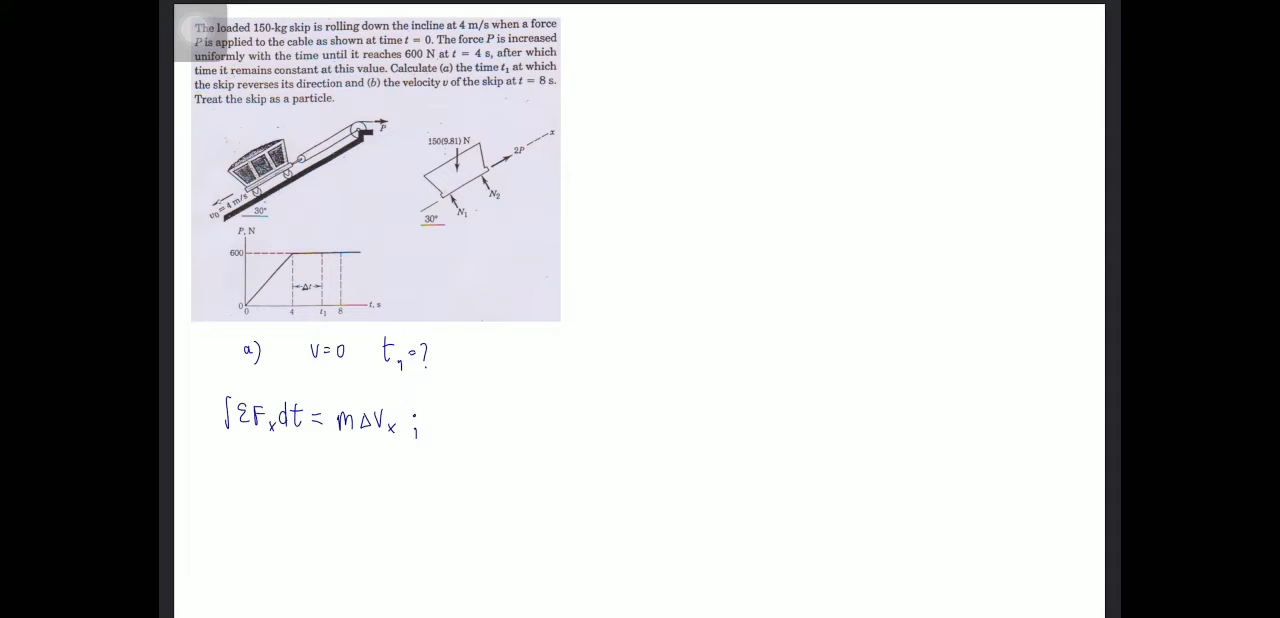 The loaded 150-kg skip is rolling down the incline at 4 m/s when a force
P is applied to the cable as shown at time t = 0. The force P is increased
uniformly with the time until it reaches 600 N at t = 4 s, after which
time it remains constant at this value. Calculate (a) the time t₁ at which
the skip reverses its direction and (b) the velocity v of the skip at t = 8 s.
Treat the skip as a particle.
P
v₀ = 4 m/s
30°
150(9.81) N
2P
x
N₂
N₁
30°
P, N
600
Δt
0
0
4
t₁
8
t, s
a) v=0 t₁=?
∫ΣFₓdt = mΔVₓ ;